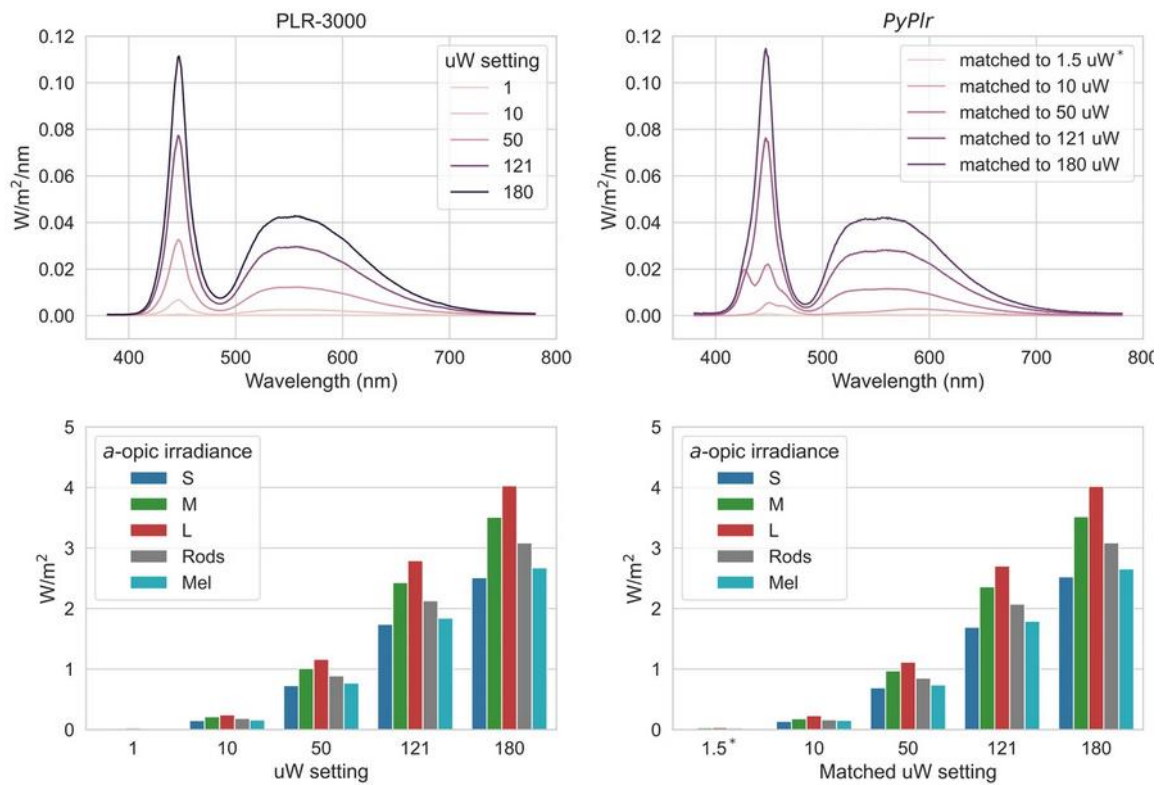 PLR-3000
0.12
0.10
0.08
0.06
0.04
0.02
0.00
W/m²/nm
uW setting
1
10
50
121
180
400
500
600
700
800
Wavelength (nm)
PyPlr
0.12
0.10
0.08
0.06
0.04
0.02
0.00
W/m²/nm
matched to 1.5 uW*
matched to 10 uW
matched to 50 uW
matched to 121 uW
matched to 180 uW
400
500
600
700
800
Wavelength (nm)
5
4
3
2
1
0
W/m²
a-opic irradiance
S
M
L
Rods
Mel
1
10
50
121
180
uW setting
5
4
3
2
1
0
W/m²
a-opic irradiance
S
M
L
Rods
Mel
1.5*
10
50
121
180
Matched uW setting